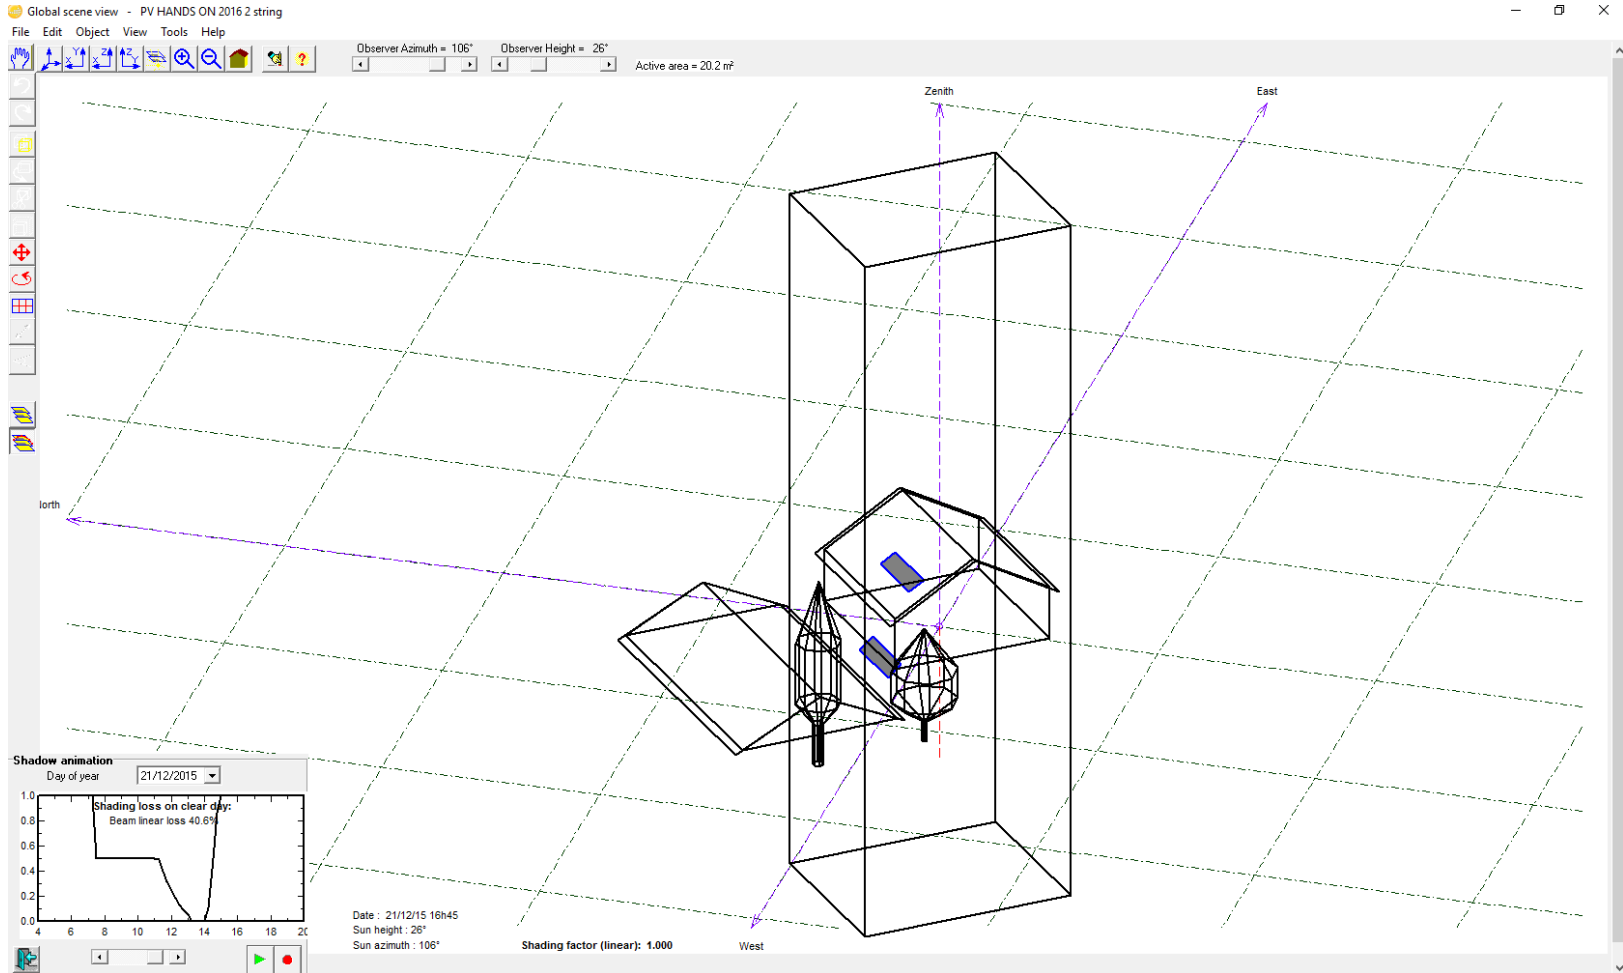 Global scene view - PV HANDS ON 2016 2 string
File Edit Object View Tools Help
Observer Azimuth = 106° Observer Height = 26°
Active area = 20.2 m²
Zenith East
lorth
Shadow animation
Day of year 21/12/2015
1.0
Shading loss on clear day:
0.8
Beam linear loss 40.6%
0.6
0.4
0.2
0.0
4 6 8 10 12 14 16 18 20
Date : 21/12/15 16h45
Sun height : 26°
Sun azimuth : 106°
Shading factor (linear): 1.000
West